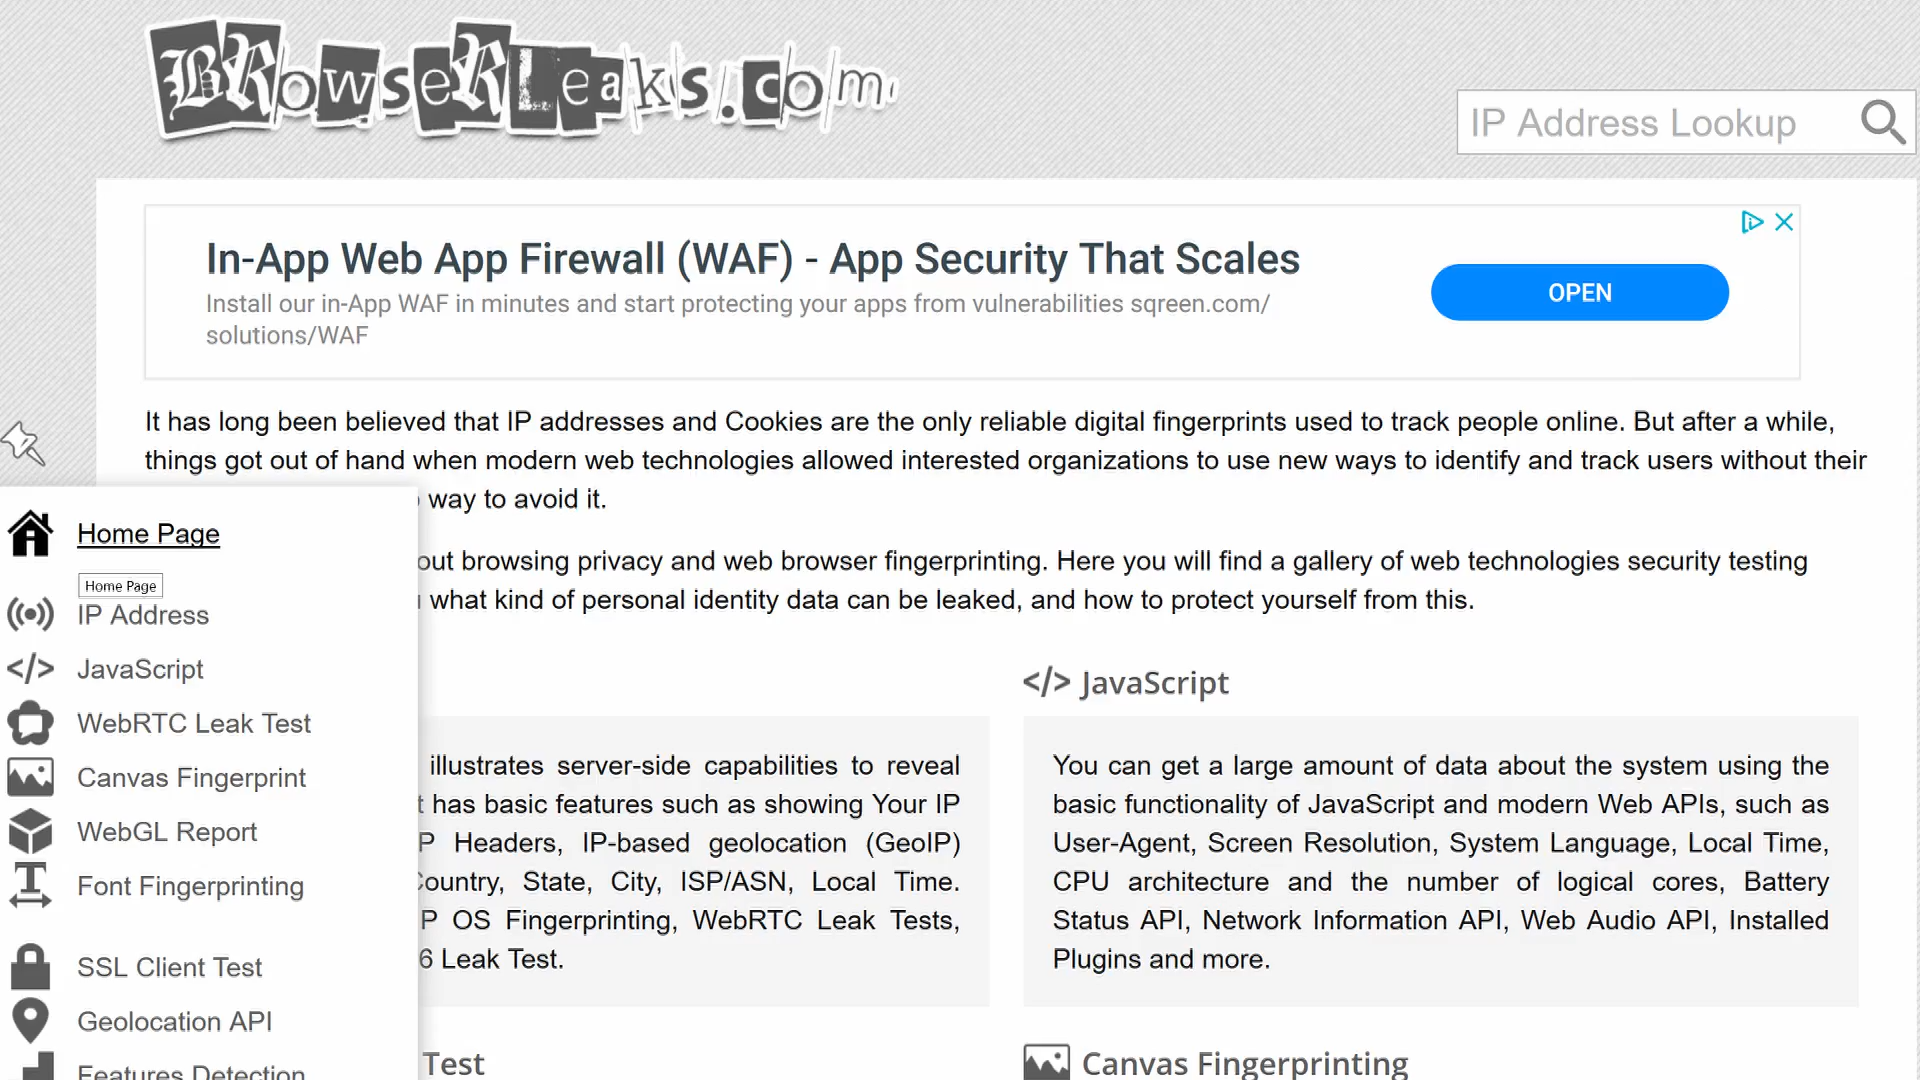 BRowseRLeaks.com
IP Address Lookup
In-App Web App Firewall (WAF) - App Security That Scales
Install our in-App WAF in minutes and start protecting your apps from vulnerabilities sqreen.com/
solutions/WAF
OPEN
It has long been believed that IP addresses and Cookies are the only reliable digital fingerprints used to track people online. But after a while,
things got out of hand when modern web technologies allowed interested organizations to use new ways to identify and track users without their
way to avoid it.
out browsing privacy and web browser fingerprinting. Here you will find a gallery of web technologies security testing
what kind of personal identity data can be leaked, and how to protect yourself from this.
Home Page
Home Page
IP Address
JavaScript
WebRTC Leak Test
Canvas Fingerprint
WebGL Report
Font Fingerprinting
SSL Client Test
Geolocation API
Features Detection
illustrates server-side capabilities to reveal
t has basic features such as showing Your IP
P Headers, IP-based geolocation (GeoIP)
Country, State, City, ISP/ASN, Local Time.
P OS Fingerprinting, WebRTC Leak Tests,
6 Leak Test.
Test
</> JavaScript
You can get a large amount of data about the system using the
basic functionality of JavaScript and modern Web APIs, such as
User-Agent, Screen Resolution, System Language, Local Time,
CPU architecture and the number of logical cores, Battery
Status API, Network Information API, Web Audio API, Installed
Plugins and more.
Canvas Fingerprinting